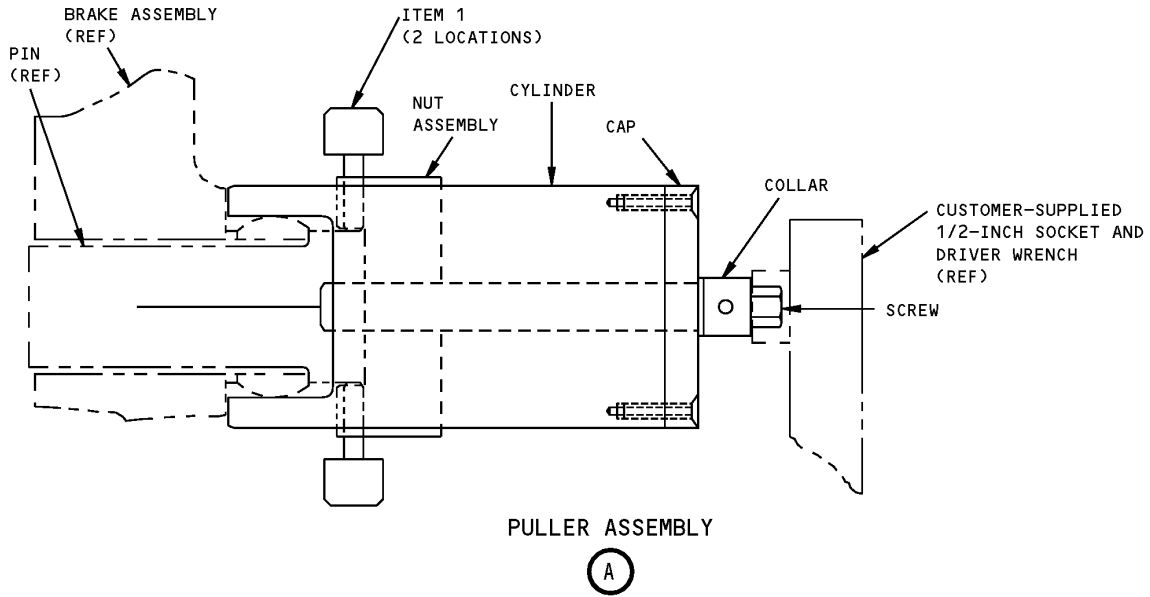 BRAKE ASSEMBLY
(REF)
PIN
(REF)
ITEM 1
(2 LOCATIONS)
NUT
ASSEMBLY
CYLINDER
CAP
COLLAR
CUSTOMER-SUPPLIED
1/2-INCH SOCKET AND
DRIVER WRENCH
(REF)
SCREW
PULLER ASSEMBLY
A